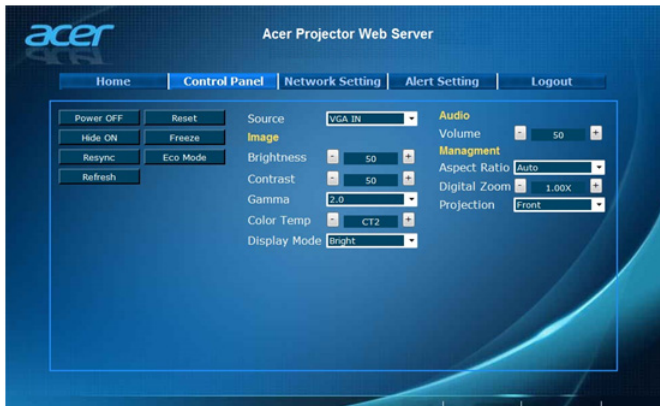 acer
Acer Projector Web Server
Home Control Panel Network Setting Alert Setting Logout
Power OFF Reset
Hide ON Freeze
Resync Eco Mode
Refresh
Source VGA IN
Image
Brightness - 50 +
Contrast - 50 +
Gamma 2.0
Color Temp - CT2 +
Display Mode Bright
Audio
Volume - 50 +
Managment
Aspect Ratio Auto
Digital Zoom - 1.00X +
Projection Front